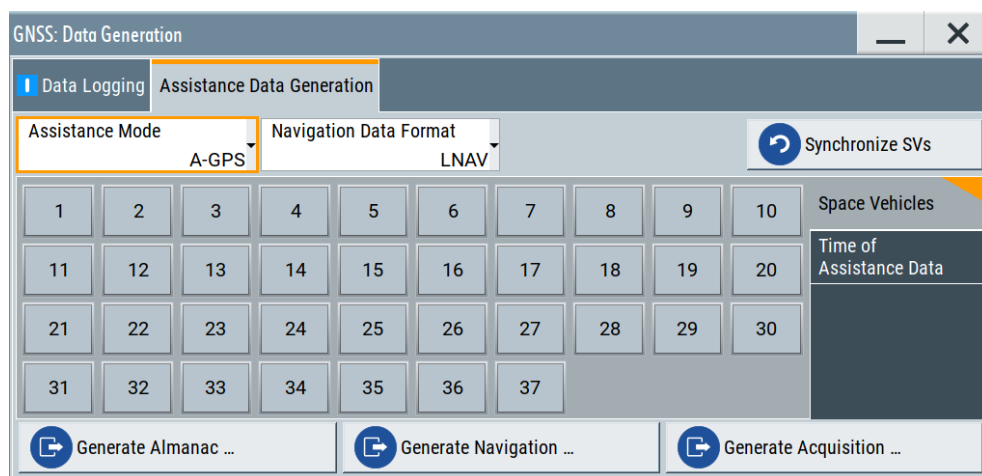 GNSS: Data Generation
Data Logging Assistance Data Generation
Assistance Mode Navigation Data Format
A-GPS LNAV Synchronize SVs
1 2 3 4 5 6 7 8 9 10 Space Vehicles
Time of
11 12 13 14 15 16 17 18 19 20 Assistance Data
21 22 23 24 25 26 27 28 29 30
31 32 33 34 35 36 37
Generate Almanac ... Generate Navigation ... Generate Acquisition ...